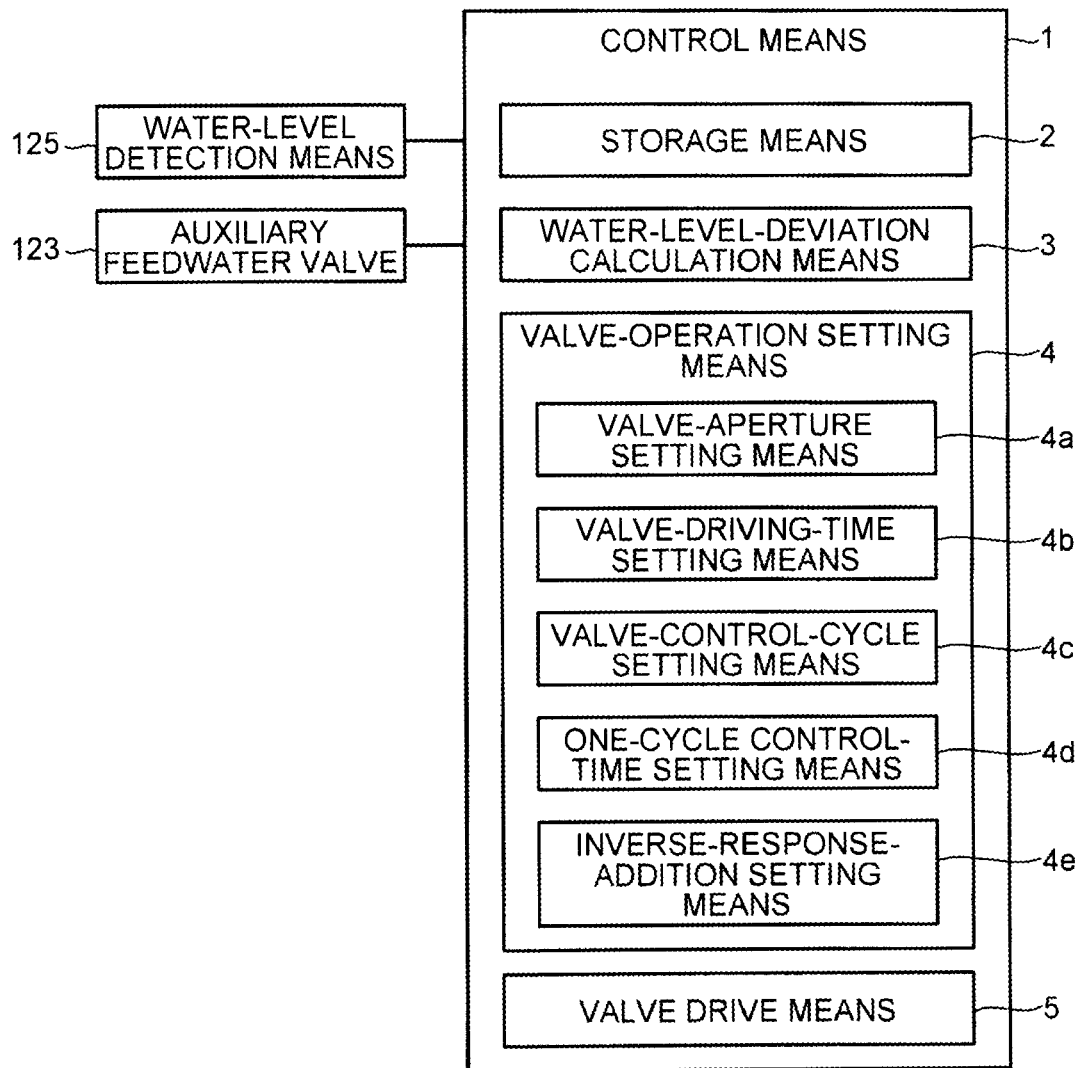 CONTROL MEANS
1
125
WATER-LEVEL
DETECTION MEANS
STORAGE MEANS
2
123
AUXILIARY
FEEDWATER VALVE
WATER-LEVEL-DEVIATION
CALCULATION MEANS
3
VALVE-OPERATION SETTING
MEANS
4
VALVE-APERTURE
SETTING MEANS
4a
VALVE-DRIVING-TIME
SETTING MEANS
4b
VALVE-CONTROL-CYCLE
SETTING MEANS
4c
ONE-CYCLE CONTROL-
TIME SETTING MEANS
4d
INVERSE-RESPONSE-
ADDITION SETTING
MEANS
4e
VALVE DRIVE MEANS
5